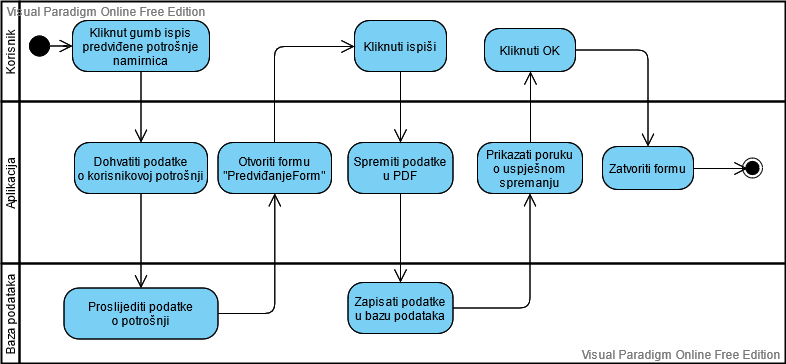 Visual Paradigm Online Free Edition
Korisnik
Kliknut gumb ispis
predviđene potrošnje
namirnica
Kliknuti ispiši
Kliknuti OK
Aplikacija
Dohvatiti podatke
o korisnikovoj potrošnji
Otvoriti formu
"PredviđanjeForm"
Spremiti podatke
u PDF
Prikazati poruku
o uspješnom
spremanju
Zatvoriti formu
Baza podataka
Proslijediti podatke
o potrošnji
Zapisati podatke
u bazu podataka
Visual Paradigm Online Free Edition